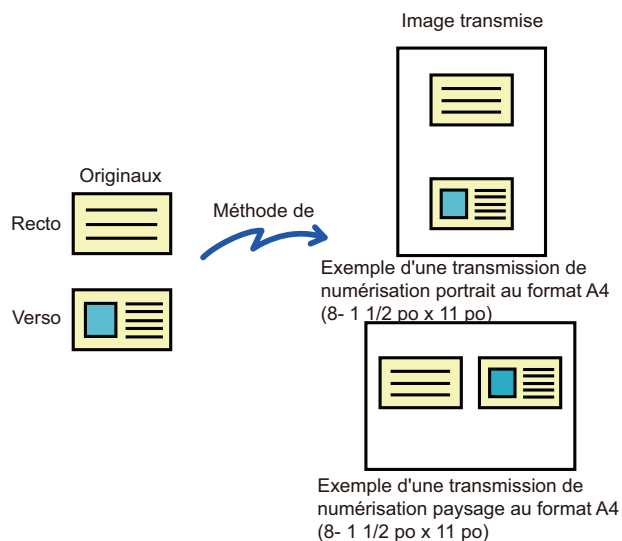 Image transmise
Originaux
Recto
Méthode de
Verso
Exemple d'une transmission de
numérisation portrait au format A4
(8- 1 1/2 po x 11 po)
Exemple d'une transmission de
numérisation paysage au format A4
(8- 1 1/2 po x 11 po)